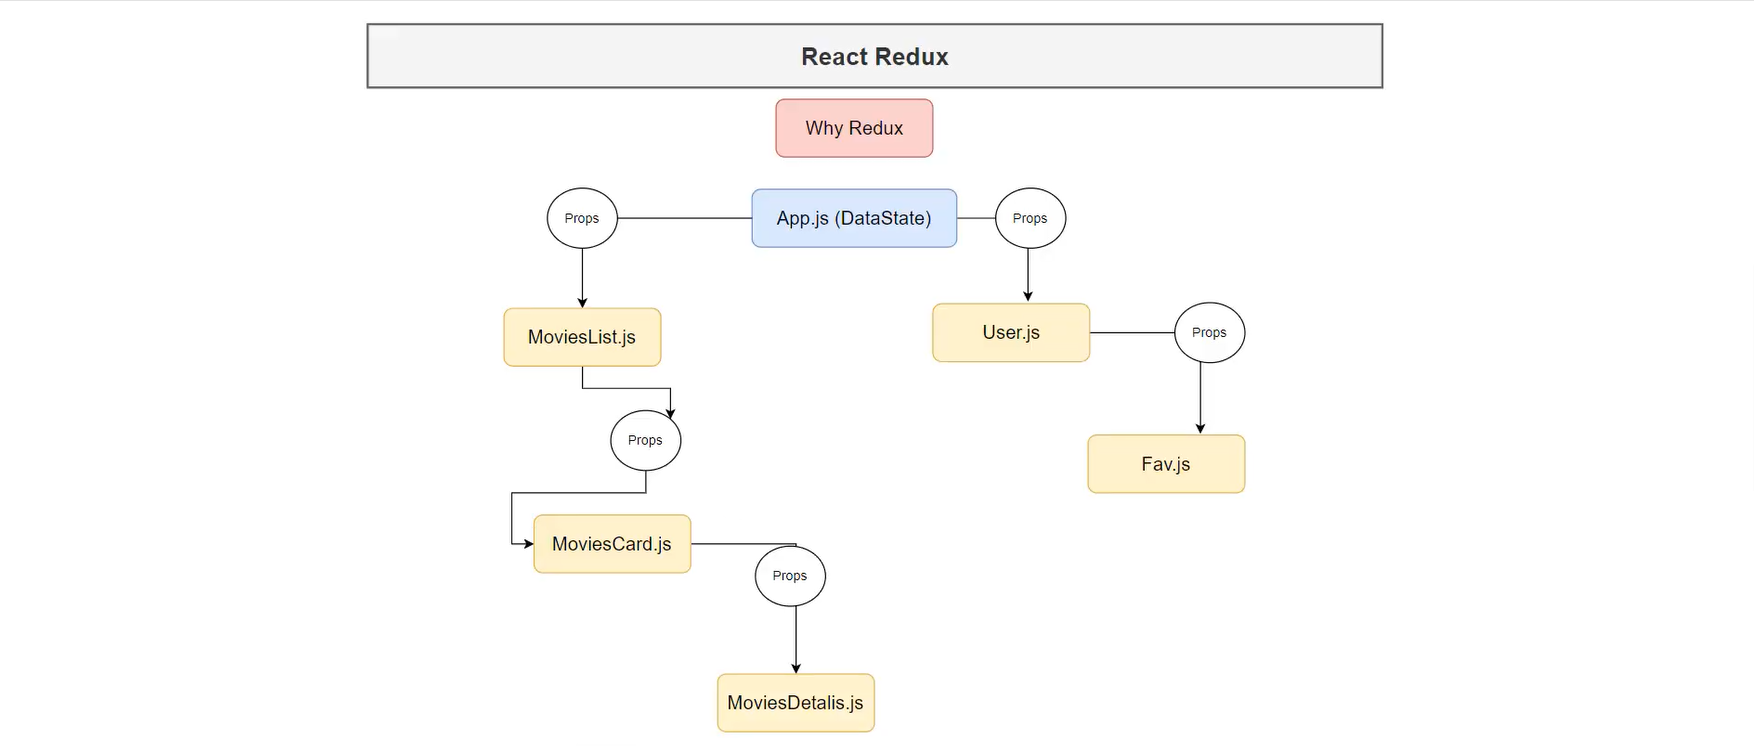 React Redux
Why Redux
Props
App.js (DataState)
Props
MoviesList.js
User.js
Props
Props
Fav.js
MoviesCard.js
Props
MoviesDetalis.js